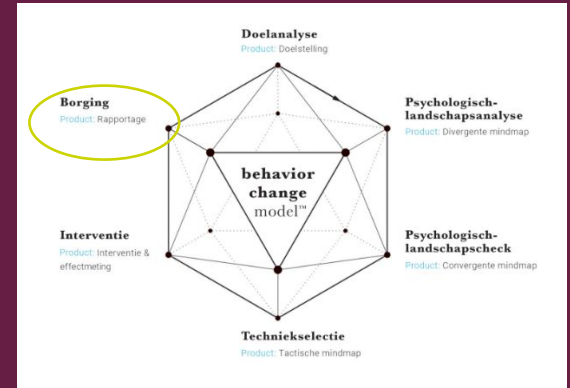 Doelanalyse
Product: Doelstelling
Borging
Product: Rapportage
Psychologisch-
landschapsanalyse
Product: Divergente mindmap
behavior
change
model™
Interventie
Product: Interventie &
effectmeting
Psychologisch-
landschapscheck
Product: Convergente mindmap
Techniekselectie
Product: Tactische mindmap